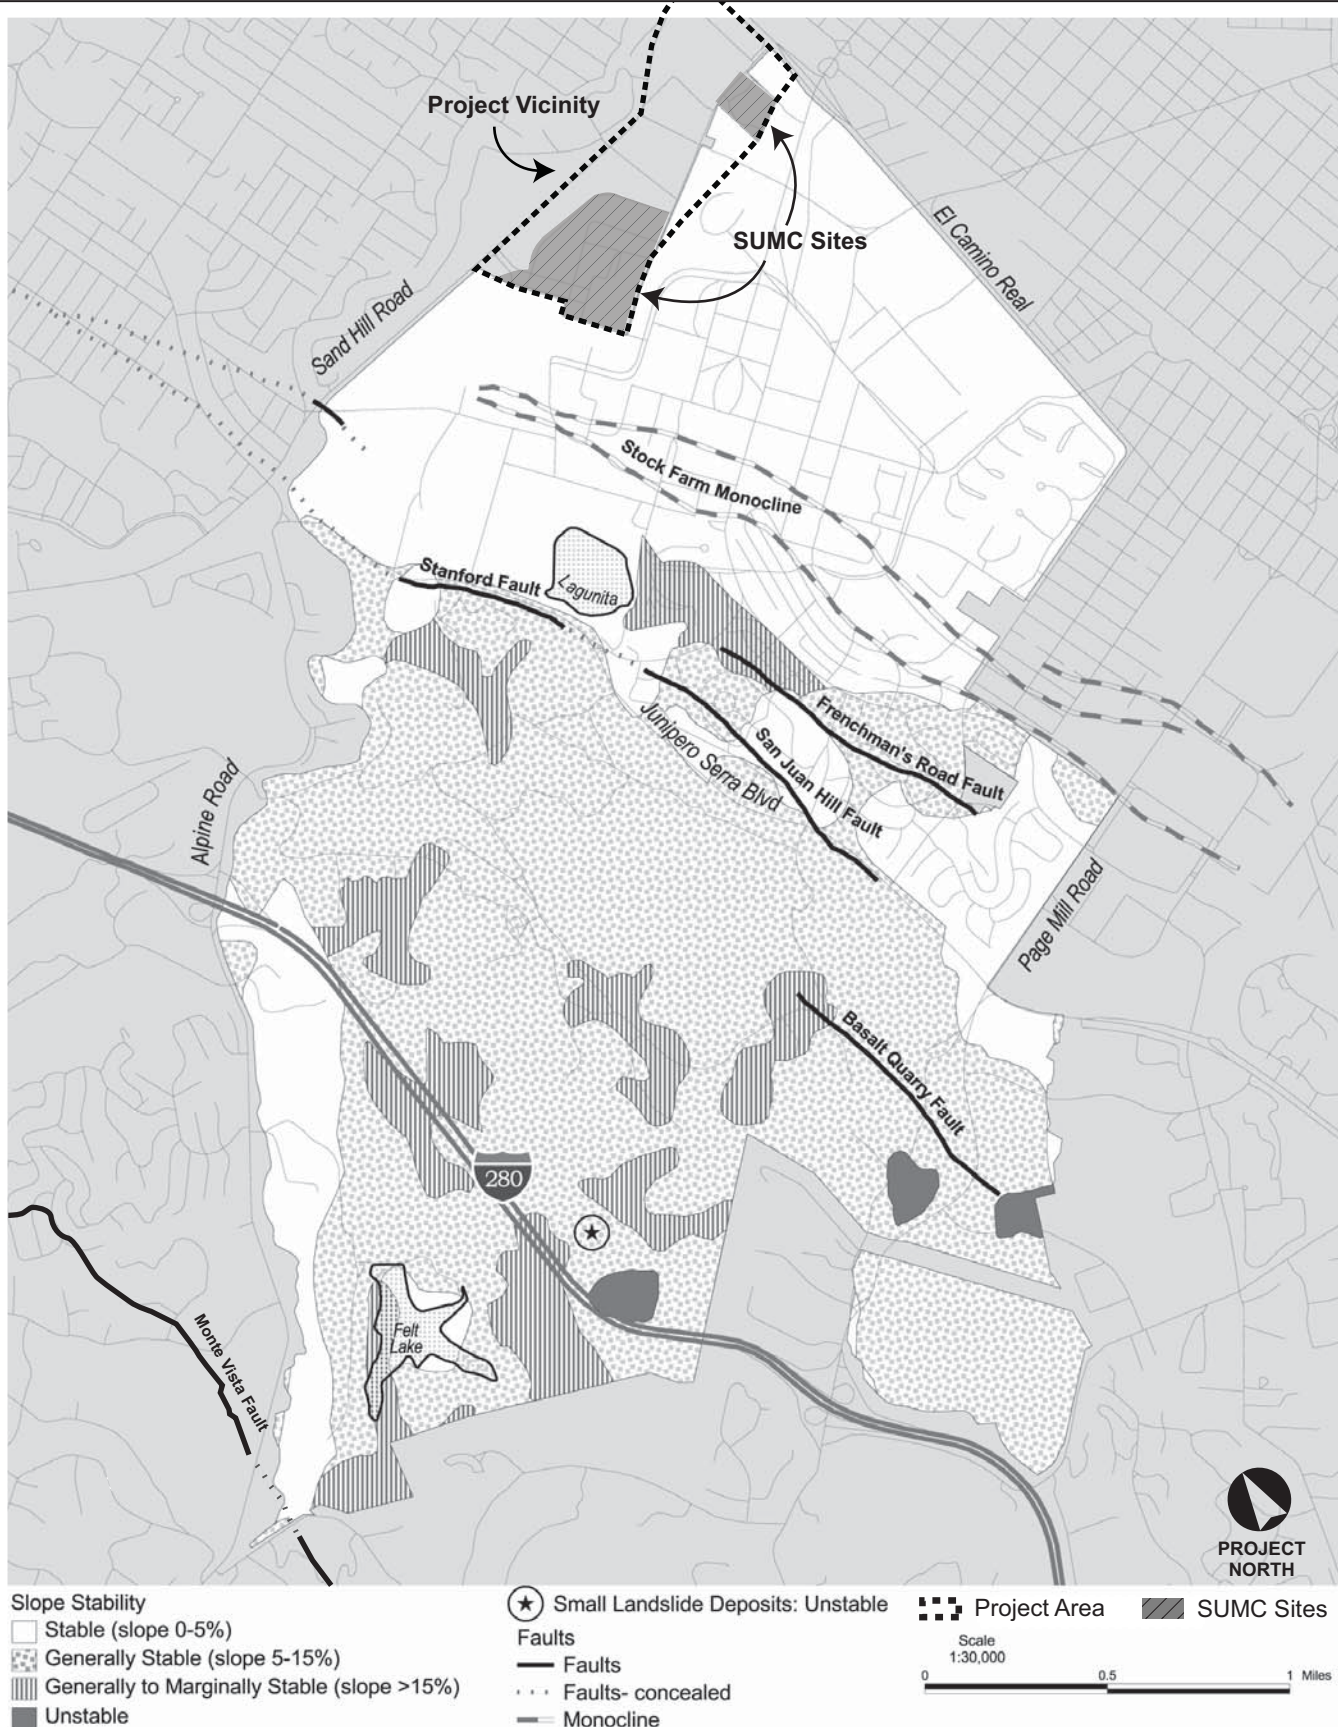 Project Vicinity
SUMC Sites
El Camino Real
Sand Hill Road
Stock Farm Monocline
Stanford Fault
Lagunita
Frenchman's Road Fault
San Juan Hill Fault
Junipero Serra Blvd
Alpine Road
Page Mill Road
Basalt Quarry Fault
280
Monte Vista Fault
Felt
Lake
PROJECT
NORTH
Slope Stability
Stable (slope 0-5%)
Generally Stable (slope 5-15%)
Generally to Marginally Stable (slope >15%)
Unstable
Small Landslide Deposits: Unstable
Faults
Faults
Faults- concealed
Monocline
Project Area
SUMC Sites
Scale
1:30,000
0 0.5 1 Miles